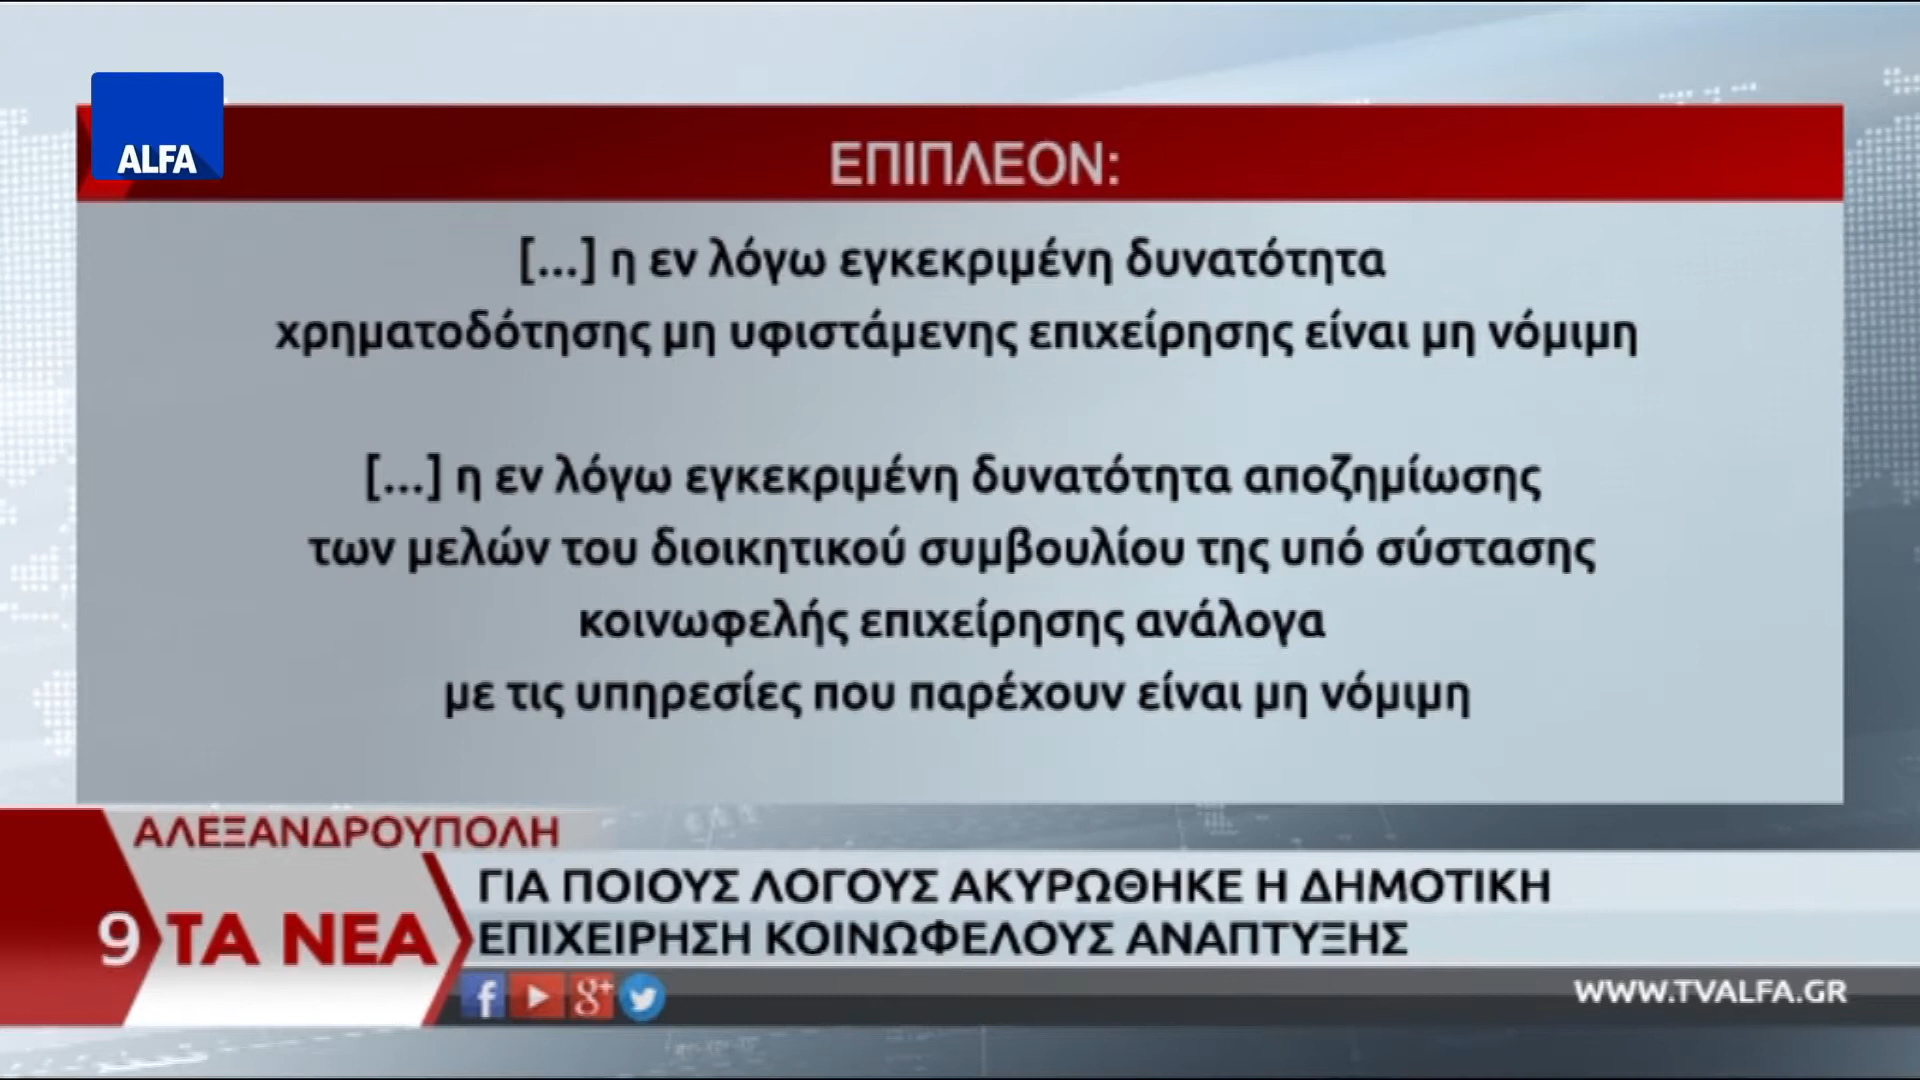 ALFA
ΕΠΙΠΛΕΟΝ:
[...] η εν λόγω εγκεκριμένη δυνατότητα
χρηματοδότησης μη υφιστάμενης επιχείρησης είναι μη νόμιμη
[...] η εν λόγω εγκεκριμένη δυνατότητα αποζημίωσης
των μελών του διοικητικού συμβουλίου της υπό σύστασης
κοινωφελής επιχείρησης ανάλογα
με τις υπηρεσίες που παρέχουν είναι μη νόμιμη
ΑΛΕΞΑΝΔΡΟΥΠΟΛΗ
9 ΤΑ ΝΕΑ
ΓΙΑ ΠΟΙΟΥΣ ΛΟΓΟΥΣ ΑΚΥΡΩΘΗΚΕ Η ΔΗΜΟΤΙΚΗ
ΕΠΙΧΕΙΡΗΣΗ ΚΟΙΝΩΦΕΛΟΥΣ ΑΝΑΠΤΥΞΗΣ
f g+
WWW.TVALFA.GR